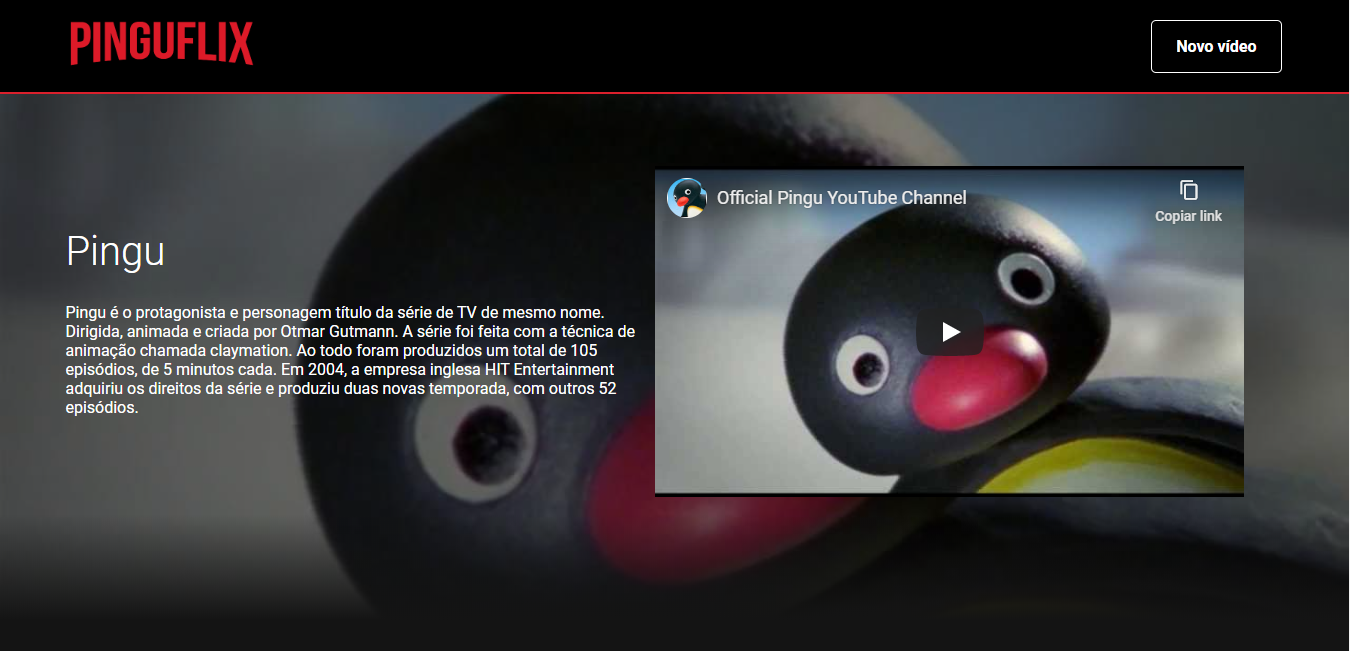 PINGUFLIX
Novo vídeo
Pingu
Pingu é o protagonista e personagem título da série de TV de mesmo nome.
Dirigida, animada e criada por Otmar Gutmann. A série foi feita com a técnica de
animação chamada claymation. Ao todo foram produzidos um total de 105
episódios, de 5 minutos cada. Em 2004, a empresa inglesa HIT Entertainment
adquiriu os direitos da série e produziu duas novas temporada, com outros 52
episódios.
Official Pingu YouTube Channel
Copiar link